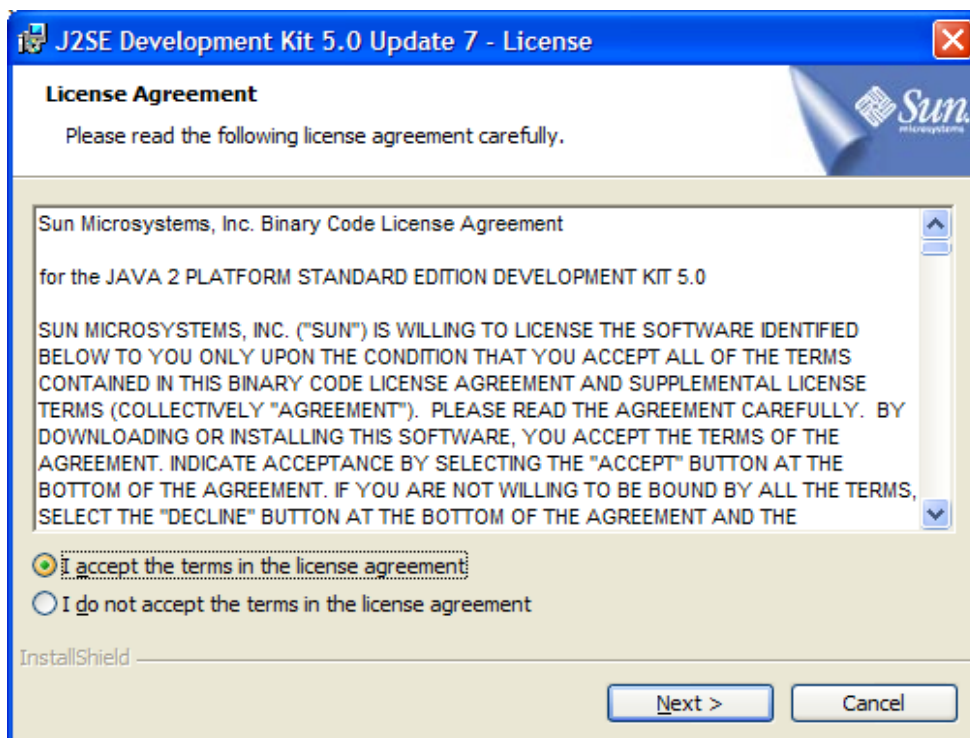 J2SE Development Kit 5.0 Update 7 - License
License Agreement
Please read the following license agreement carefully.
Sun
microsystems
Sun Microsystems, Inc. Binary Code License Agreement
for the JAVA 2 PLATFORM STANDARD EDITION DEVELOPMENT KIT 5.0
SUN MICROSYSTEMS, INC. ("SUN") IS WILLING TO LICENSE THE SOFTWARE IDENTIFIED
BELOW TO YOU ONLY UPON THE CONDITION THAT YOU ACCEPT ALL OF THE TERMS
CONTAINED IN THIS BINARY CODE LICENSE AGREEMENT AND SUPPLEMENTAL LICENSE
TERMS (COLLECTIVELY "AGREEMENT").  PLEASE READ THE AGREEMENT CAREFULLY.  BY
DOWNLOADING OR INSTALLING THIS SOFTWARE, YOU ACCEPT THE TERMS OF THE
AGREEMENT. INDICATE ACCEPTANCE BY SELECTING THE "ACCEPT" BUTTON AT THE
BOTTOM OF THE AGREEMENT. IF YOU ARE NOT WILLING TO BE BOUND BY ALL THE TERMS,
SELECT THE "DECLINE" BUTTON AT THE BOTTOM OF THE AGREEMENT AND THE
I accept the terms in the license agreement
I do not accept the terms in the license agreement
InstallShield
Next >
Cancel